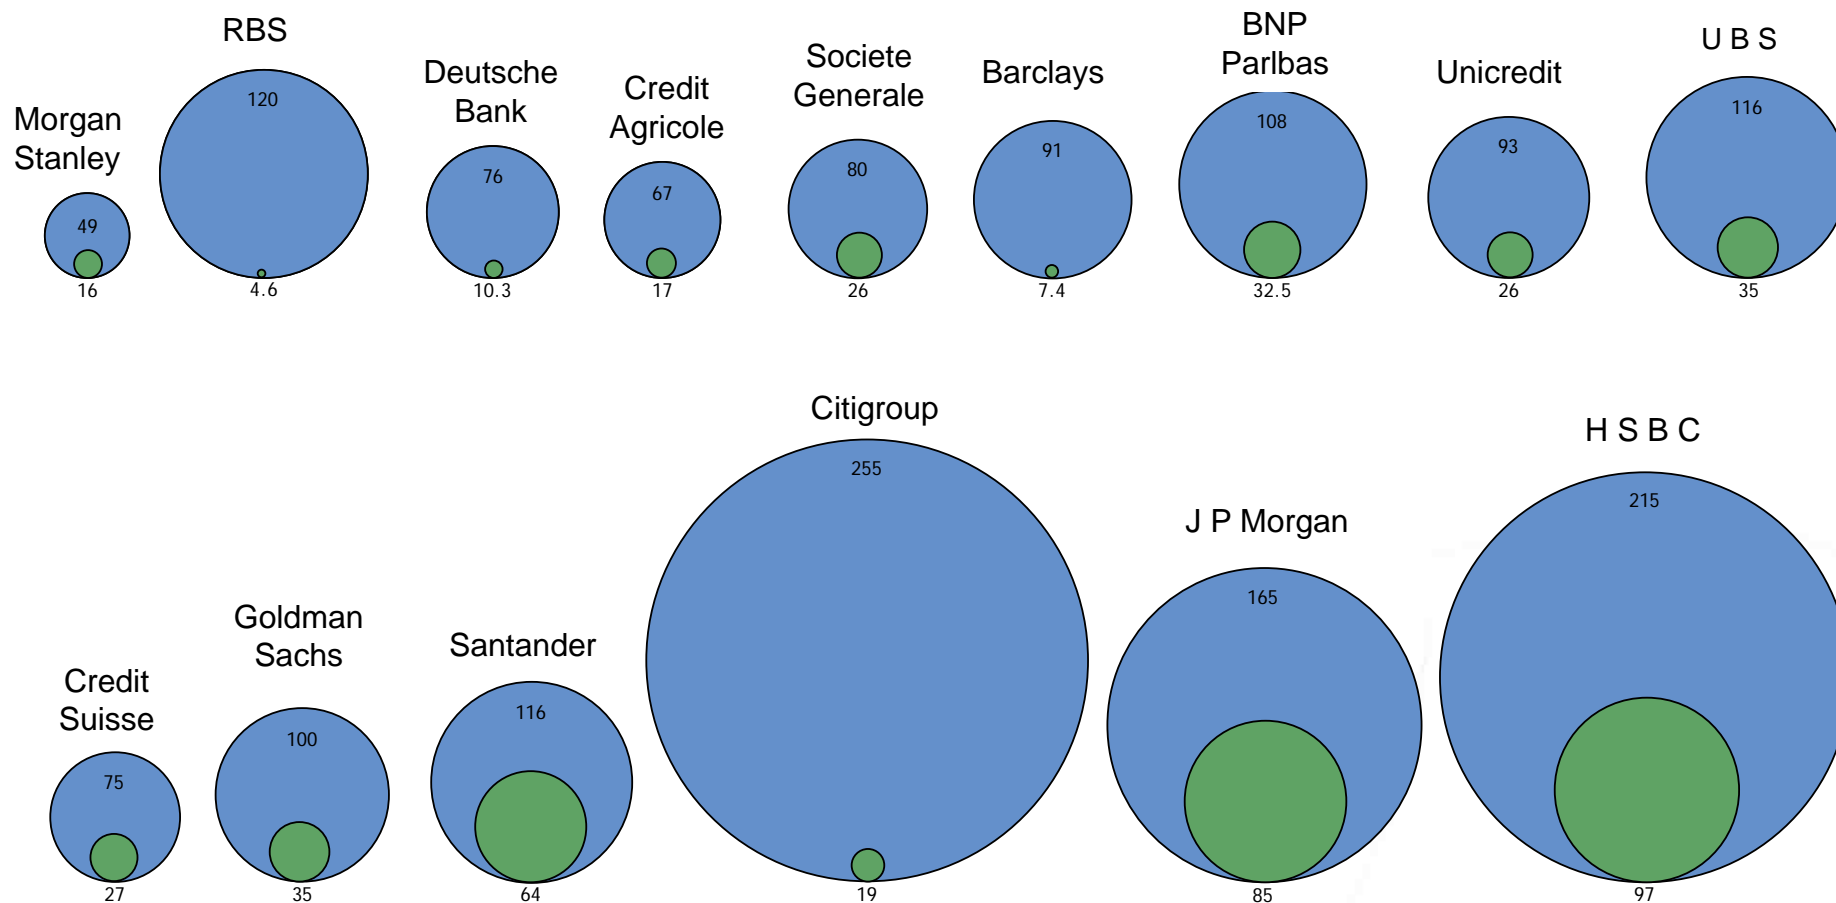 Morgan
Stanley
49
16
RBS
120
4.6
Deutsche
Bank
76
10.3
Credit
Agricole
67
17
Societe
Generale
80
26
Barclays
91
7.4
BNP
Parlbas
108
32.5
Unicredit
93
26
U B S
116
35
Credit
Suisse
75
27
Goldman
Sachs
100
35
Santander
116
64
Citigroup
255
19
J P Morgan
165
85
H S B C
215
97